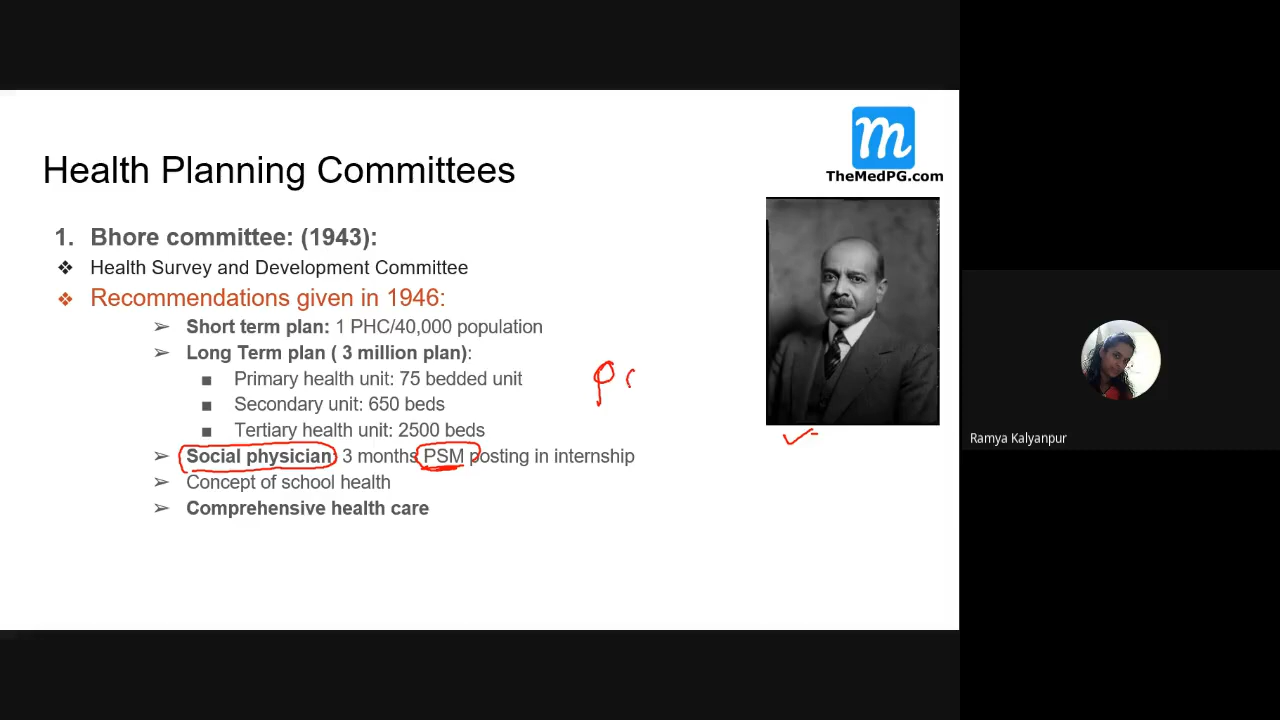 Health Planning Committees
m
TheMedPG.com
1. Bhore committee: (1943):
❖ Health Survey and Development Committee
❖ Recommendations given in 1946:
➢ Short term plan: 1 PHC/40,000 population
➢ Long Term plan ( 3 million plan):
■ Primary health unit: 75 bedded unit
■ Secondary unit: 650 beds
■ Tertiary health unit: 2500 beds
➢ Social physician: 3 months PSM posting in internship
➢ Concept of school health
➢ Comprehensive health care
Ramya Kalyanpur